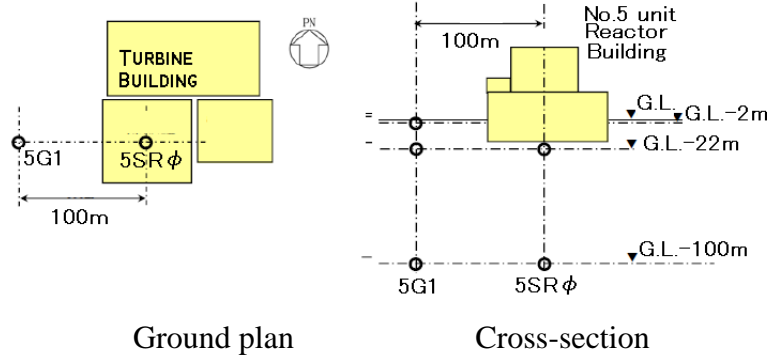 TURBINE
BUILDING
PN
5G1
5SRφ
100m
No.5 unit
Reactor
Building
100m
G.L.
G.L.-2m
G.L.-22m
G.L.-100m
5G1
5SRφ
Ground plan
Cross-section